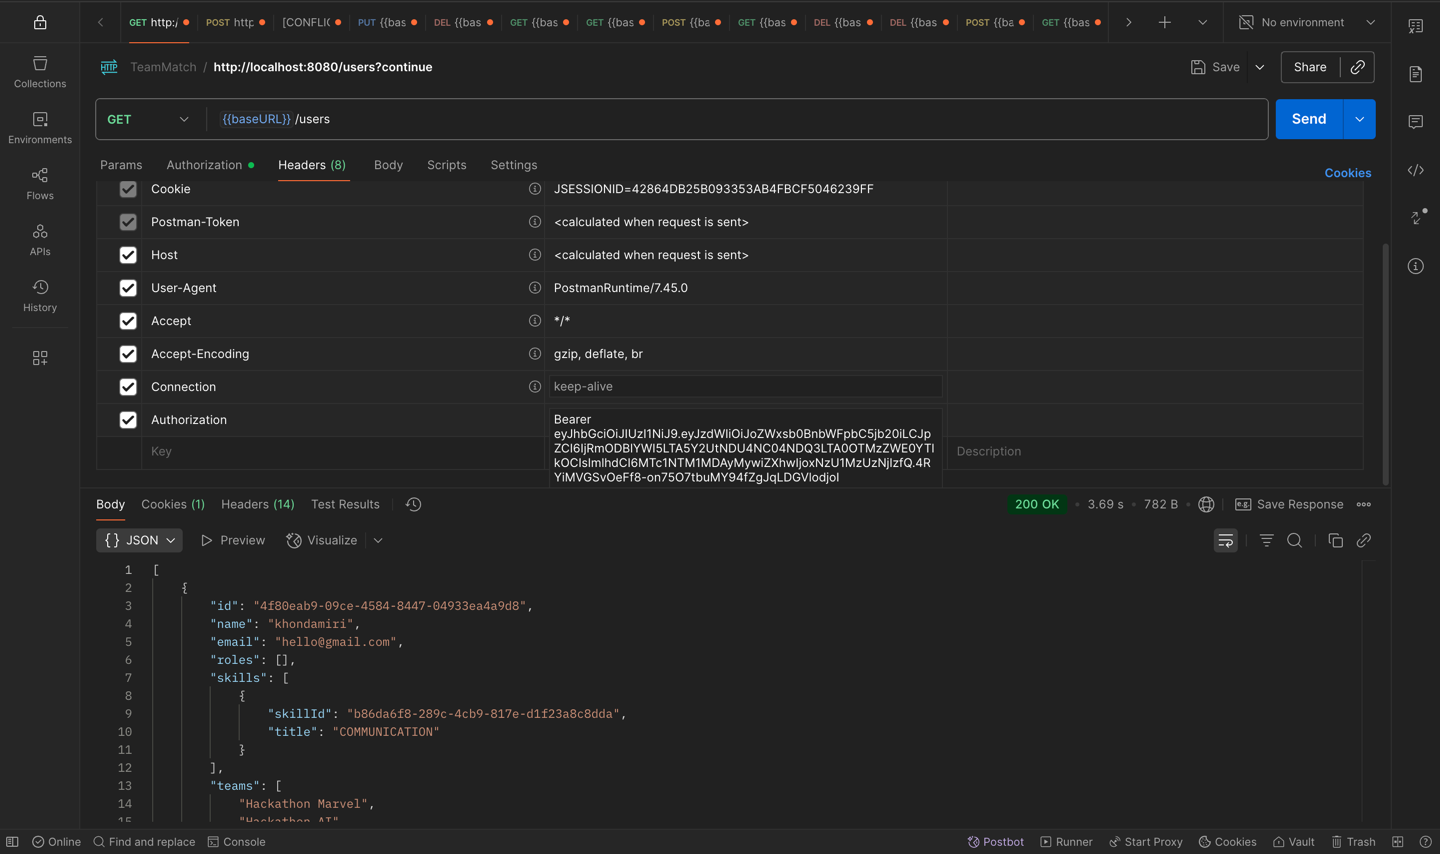 GET http:/
POST http
[CONFLIC
PUT {{bas
DEL {{bas
GET {{bas
GET {{bas
POST {{ba
GET {{bas
DEL {{bas
DEL {{bas
POST {{ba
GET {{bas
No environment
Collections
Environments
Flows
APIs
History
HTTP
TeamMatch / http://localhost:8080/users?continue
Save
Share
GET
{{baseURL}} /users
Send
Params Authorization Headers (8) Body Scripts Settings
Cookies
Cookie JSESSIONID=42864DB25B093353AB4FBCF5046239FF
Postman-Token <calculated when request is sent>
Host <calculated when request is sent>
User-Agent PostmanRuntime/7.45.0
Accept */*
Accept-Encoding gzip, deflate, br
Connection keep-alive
Authorization Bearer
eyJhbGciOiJIUzI1NiJ9.eyJzdWIiOiJoZWxsb0BnbWFpbC5jb20iLCJp
ZCI6IjRmODBlYWI5LTA5Y2UtNDU4NC04NDQ3LTA0OTMzZWE0YTl
kOCIsImlhdCI6MTc1NTM1MDAyMywiZXhwIjoxNzU1MzUzNjIzfQ.4R
YiMVGSvOeFf8-on75O7tbuMY94fZgJqLDGVIodjoI
Key
Description
Body Cookies (1) Headers (14) Test Results
200 OK • 3.69 s • 782 B
e.g. Save Response
{} JSON
Preview
Visualize
1 [
2 {
3 "id": "4f80eab9-09ce-4584-8447-04933ea4a9d8",
4 "name": "khondamiri",
5 "email": "hello@gmail.com",
6 "roles": [],
7 "skills": [
8 {
9 "skillId": "b86da6f8-289c-4cb9-817e-d1f23a8c8dda",
10 "title": "COMMUNICATION"
11 }
12 ],
13 "teams": [
14 "Hackathon Marvel",
15 "Hackathon AI"
Online
Find and replace
Console
Postbot
Runner
Start Proxy
Cookies
Vault
Trash